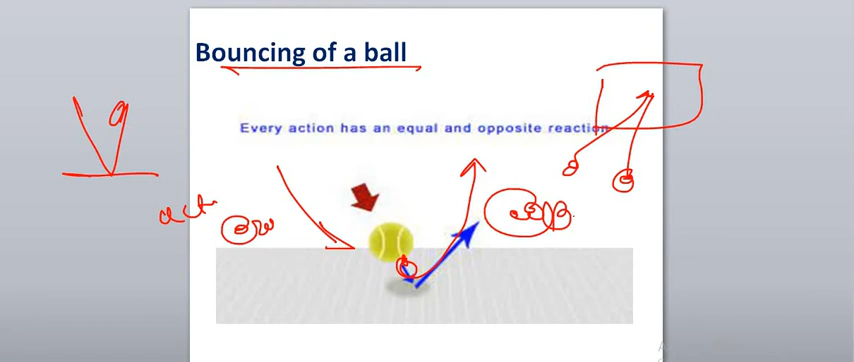 Bouncing of a ball
Every action has an equal and opposite reaction